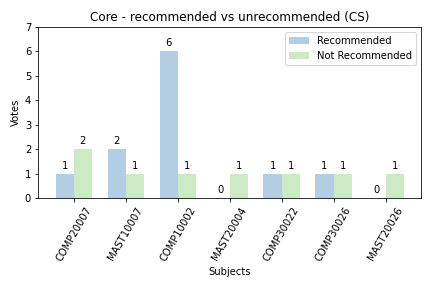 Core - recommended vs unrecommended (CS)
7
6
5
4
3
2
1
0
Votes
Recommended
Not Recommended
1 2
2 1
6 1
0 1
1 1
1 1
0 1
COMP20007
MAST10007
COMP10002
MAST20004
COMP30022
COMP30026
MAST20026
Subjects